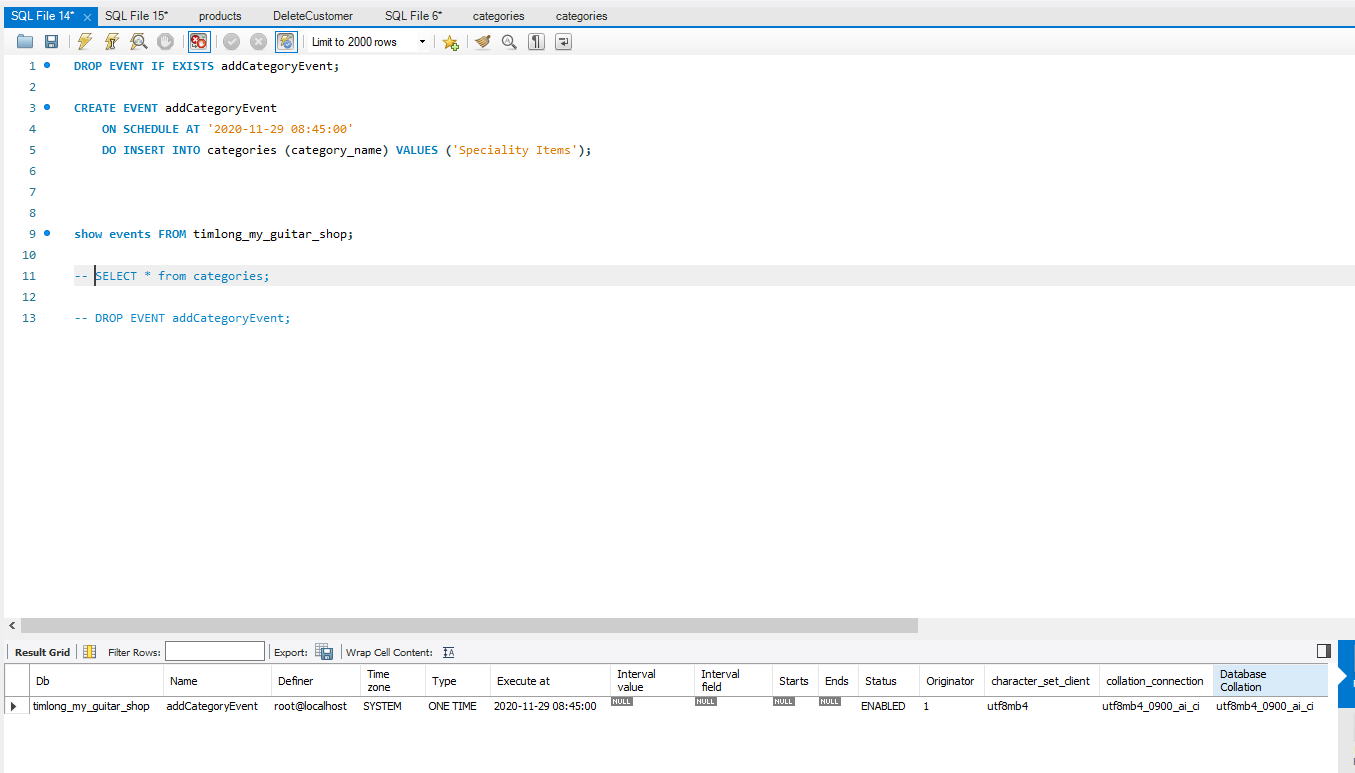 SQL File 14* SQL File 15* products DeleteCustomer SQL File 6* categories categories
Limit to 2000 rows
1 DROP EVENT IF EXISTS addCategoryEvent;
2
3 CREATE EVENT addCategoryEvent
4 ON SCHEDULE AT '2020-11-29 08:45:00'
5 DO INSERT INTO categories (category_name) VALUES ('Speciality Items');
6
7
8
9 show events FROM timlong_my_guitar_shop;
10
11 -- SELECT * from categories;
12
13 -- DROP EVENT addCategoryEvent;
Result Grid Filter Rows: Export: Wrap Cell Content:
Db Name Definer Time zone Type Execute at Interval value Interval field Starts Ends Status Originator character_set_client collation_connection Database Collation
timlong_my_guitar_shop addCategoryEvent root@localhost SYSTEM ONE TIME 2020-11-29 08:45:00 NULL NULL NULL NULL ENABLED 1 utf8mb4 utf8mb4_0900_ai_ci utf8mb4_0900_ai_ci